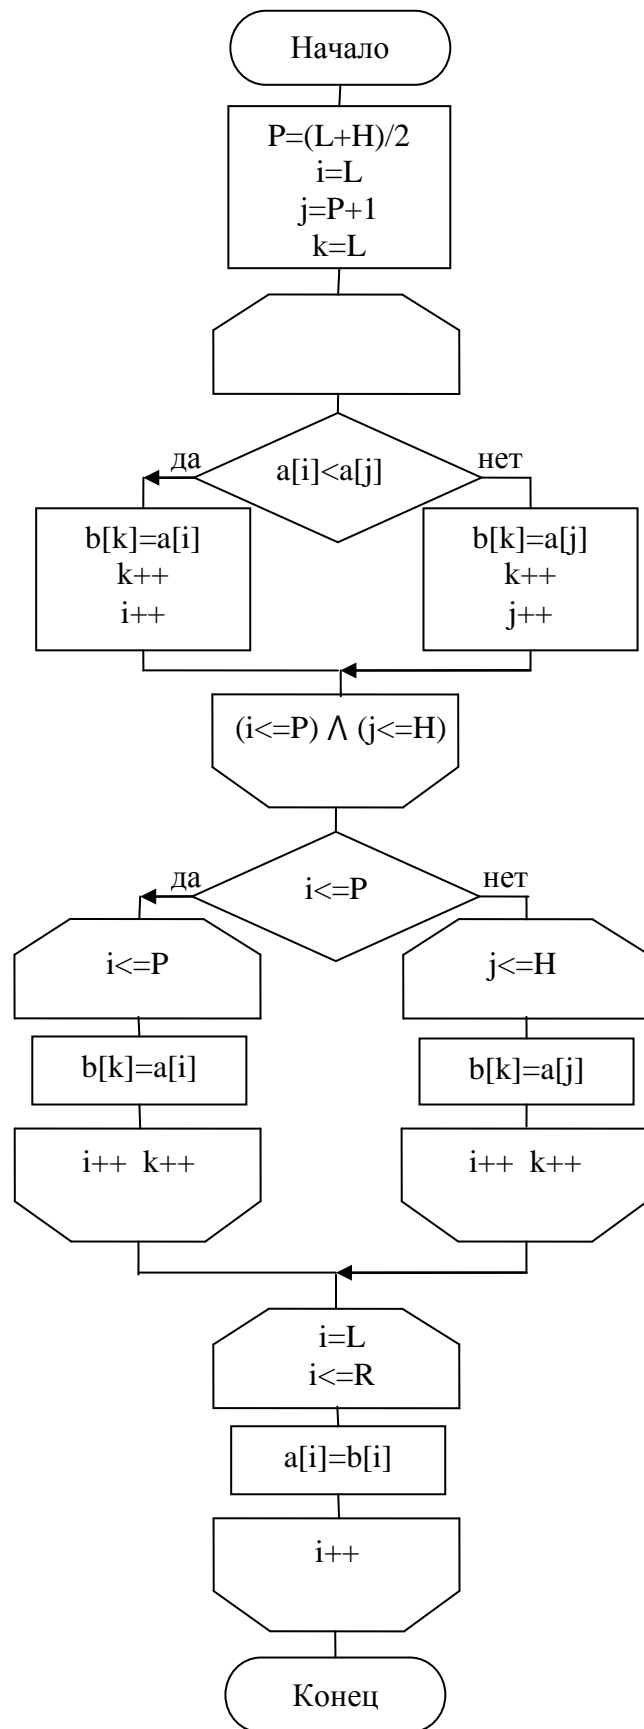 Начало
P=(L+H)/2
i=L
j=P+1
k=L
a[i]<a[j]
да
нет
b[k]=a[i]
k++
i++
b[k]=a[j]
k++
j++
(i<=P) Λ (j<=H)
i<=P
да
нет
i<=P
b[k]=a[i]
i++ k++
j<=H
b[k]=a[j]
i++ k++
i=L
i<=R
a[i]=b[i]
i++
Конец